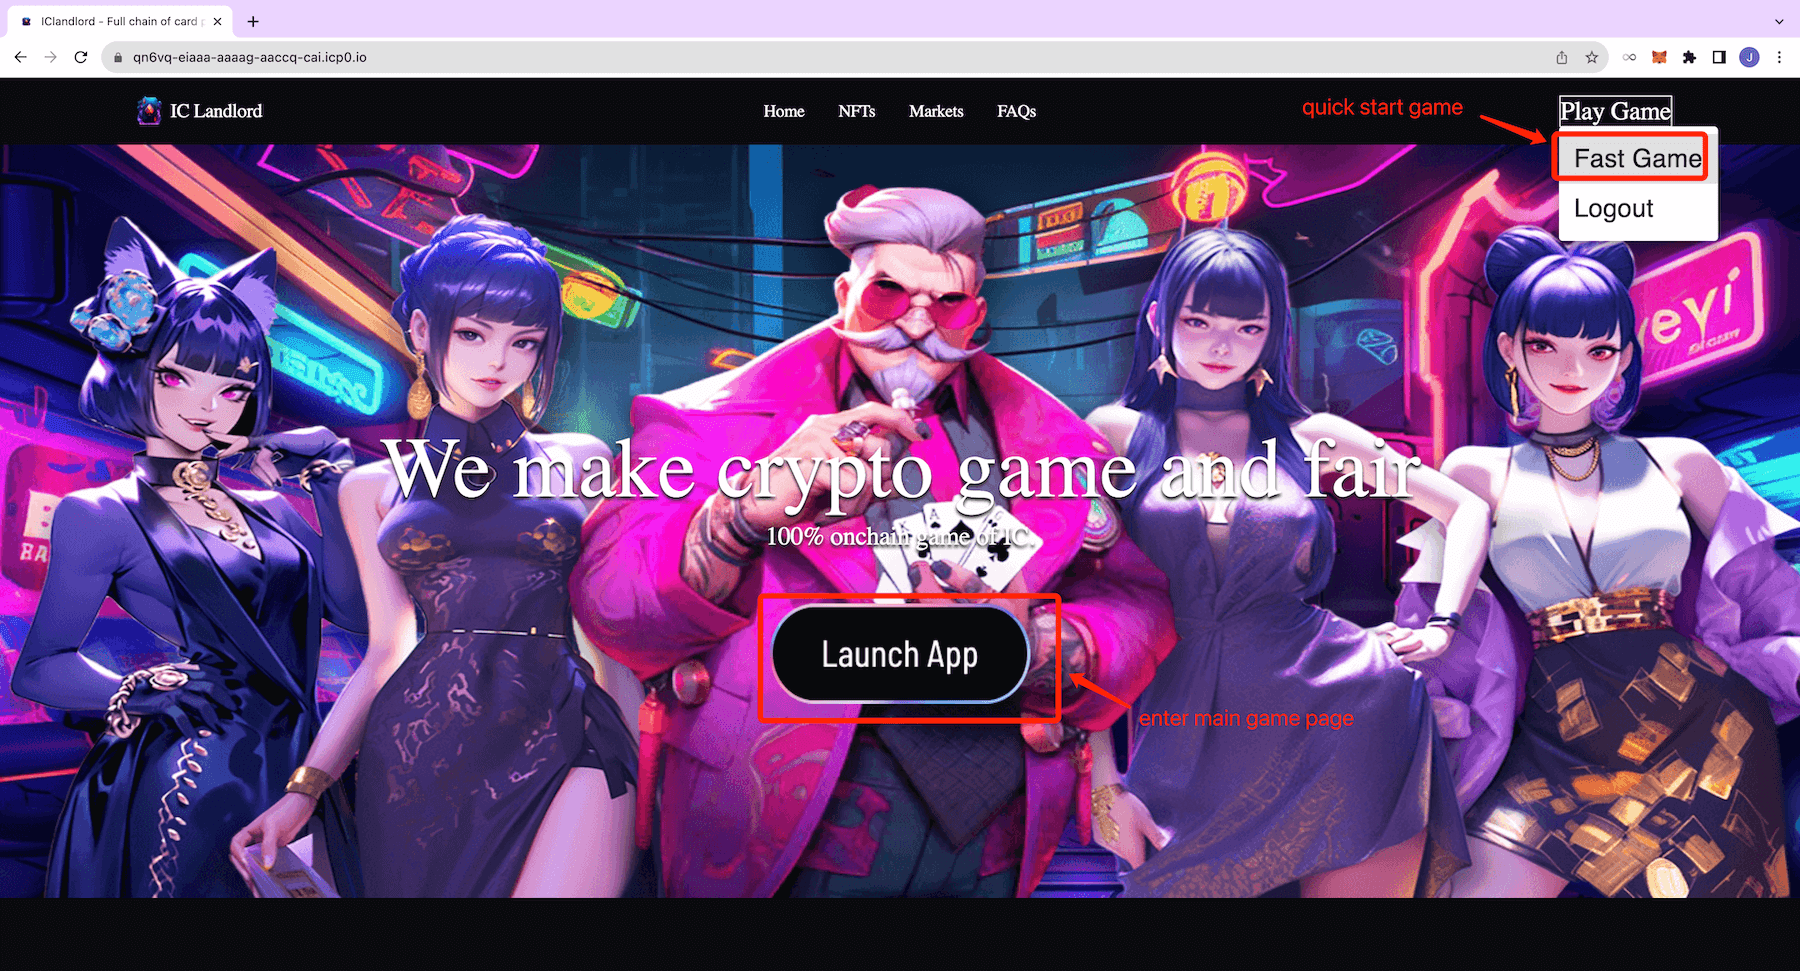 IClandlord - Full chain of card
qn6vq-eiaaa-aaaag-aaccq-cai.icp0.io
J
IC Landlord
Home
NFTs
Markets
FAQs
quick start game
Play Game
Fast Game
Logout
eyi
We make crypto game and fair
100% onchain game of IC.
Launch App
enter main game page